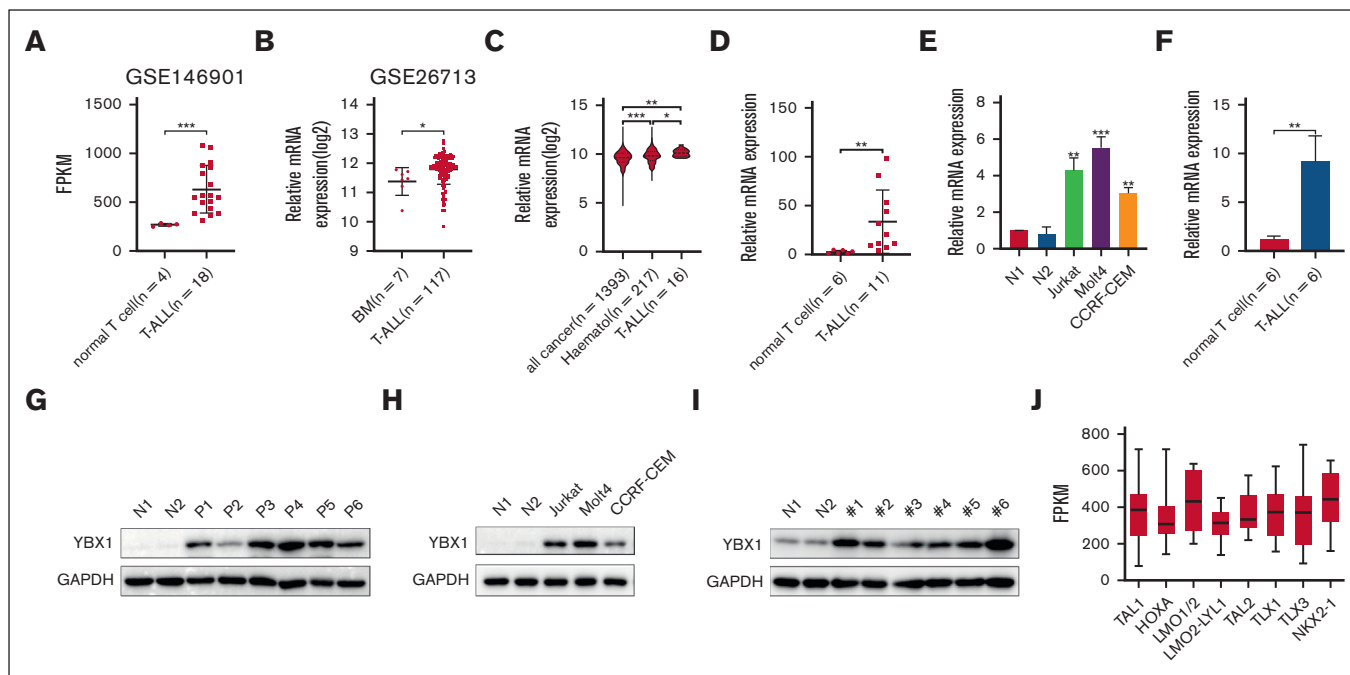 A
GSE146901
FPKM
1500
1000
500
0
***
normal T cell(n = 4)
T-ALL(n = 18)
B
GSE26713
Relative mRNA
expression(log2)
14
13
12
11
10
9
*
BM(n = 7)
T-ALL(n = 117)
C
Relative mRNA
expression(log2)
15
10
5
0
**
***
*
all cancer(n = 1393)
Haematol(n = 217)
T-ALL(n = 16)
D
Relative mRNA expression
150
100
50
0
**
normal T cell(n = 6)
T-ALL(n = 11)
E
Relative mRNA expression
8
6
4
2
0
**
***
**
N1
N2
Jurkat
Molt4
CCRF-CEM
F
Relative mRNA expression
15
10
5
0
**
normal T cell(n = 6)
T-ALL(n = 6)
G
N1 N2 P1 P2 P3 P4 P5 P6
YBX1
GAPDH
H
N1 N2 Jurkat Molt4 CCRF-CEM
YBX1
GAPDH
I
N1 N2 #1 #2 #3 #4 #5 #6
YBX1
GAPDH
J
FPKM
800
600
400
200
0
TAL1
HOXA
LMO1/2
LMO2-LYL1
TAL2
TLX1
TLX3
NKX2-1